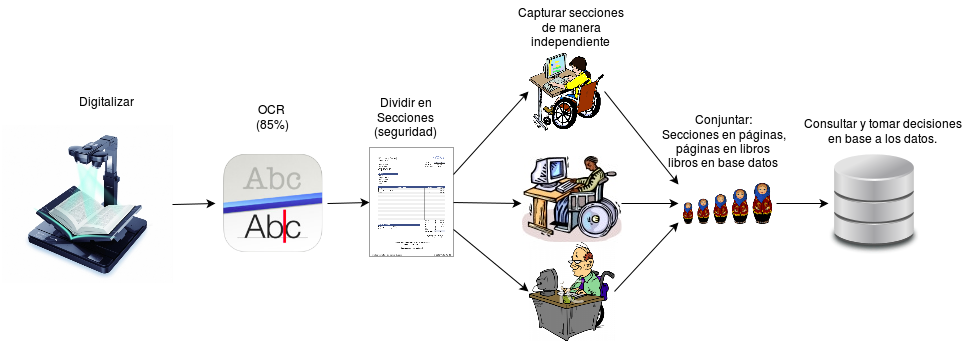 Digitalizar
OCR
(85%)
Abc
Abc
Dividir en
Secciones
(seguridad)
Capturar secciones
de manera
independiente
Conjuntar:
Secciones en páginas,
páginas en libros
libros en base datos
Consultar y tomar decisiones
en base a los datos.